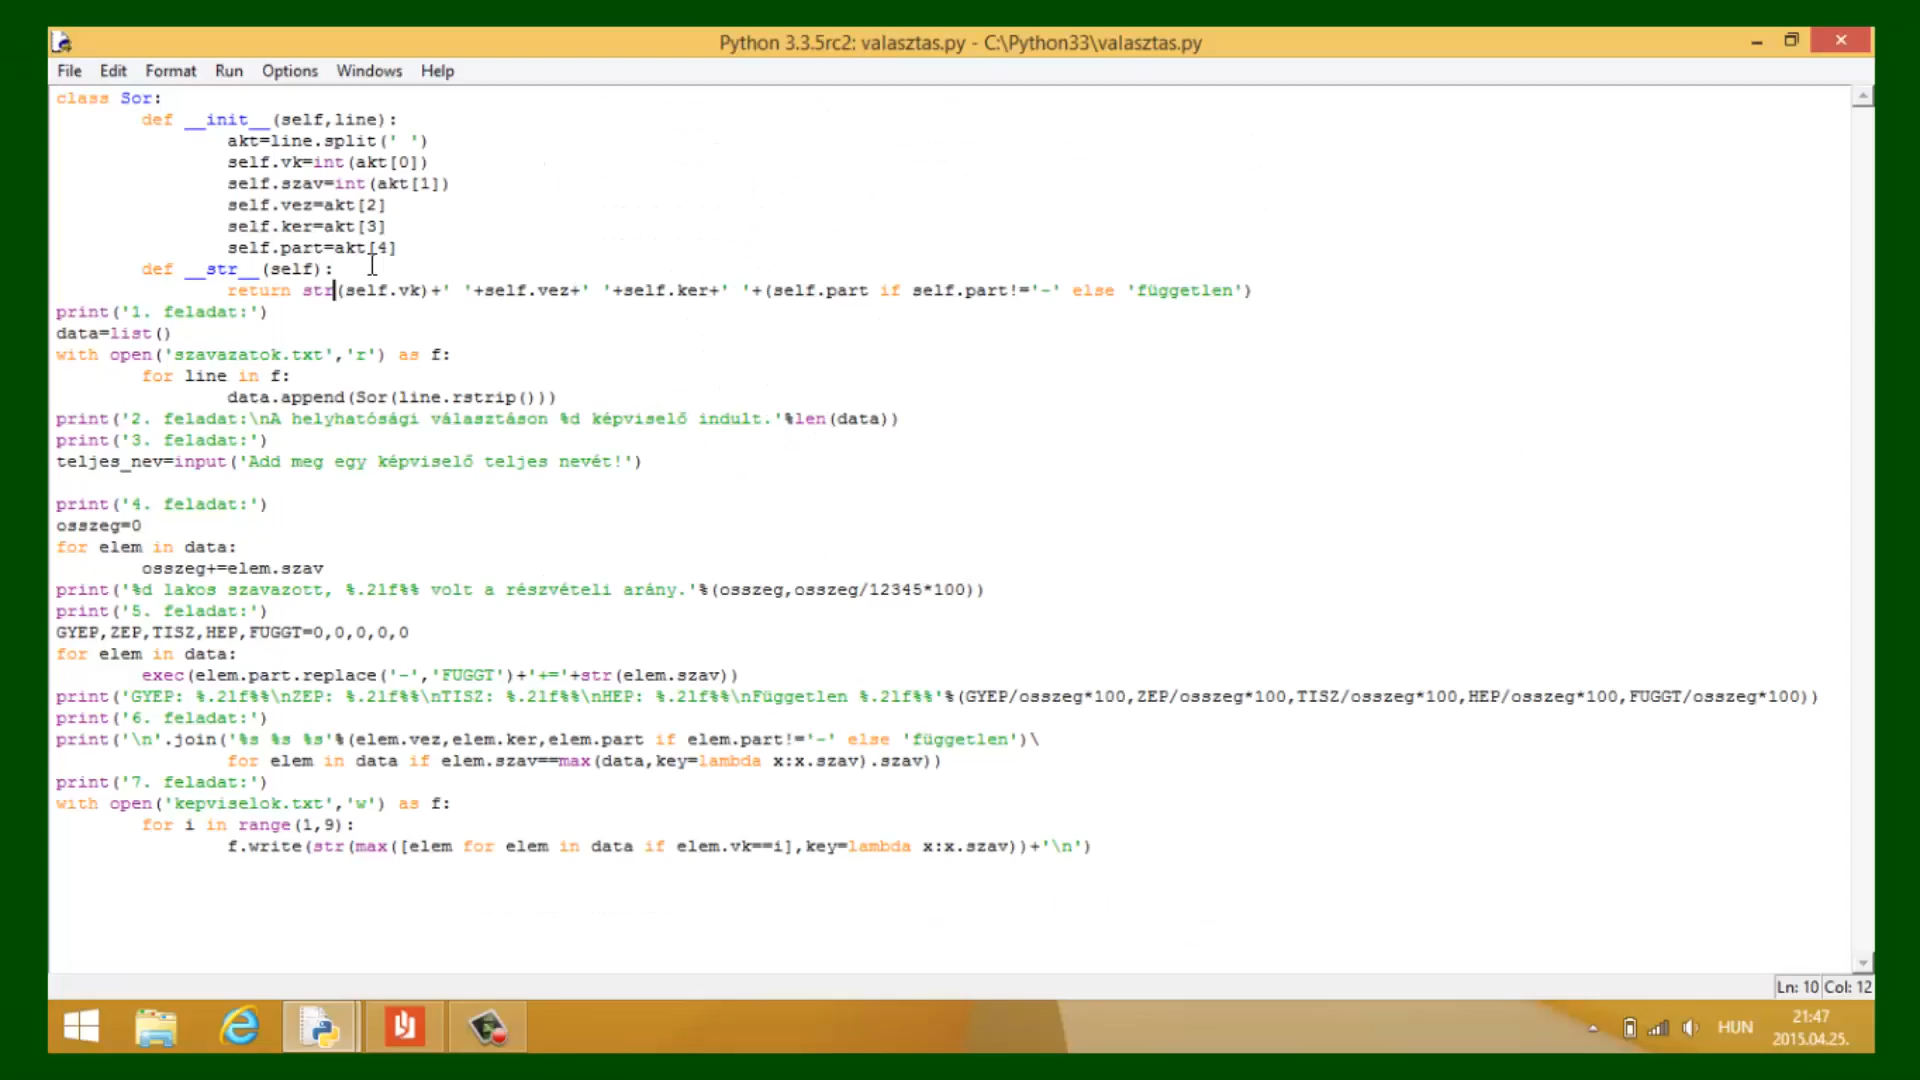 Python 3.3.5rc2: valasztas.py - C:\Python33\valasztas.py
File Edit Format Run Options Windows Help
class Sor:
def __init__(self,line):
akt=line.split(' ')
self.vk=int(akt[0])
self.szav=int(akt[1])
self.vez=akt[2]
self.ker=akt[3]
self.part=akt[4]
def __str__(self):
return str(self.vk)+' '+self.vez+' '+self.ker+' '+(self.part if self.part!='-' else 'független')
print('1. feladat:')
data=list()
with open('szavazatok.txt','r') as f:
for line in f:
data.append(Sor(line.rstrip()))
print('2. feladat:\nA helyhatósági választáson %d képviselő indult.'%len(data))
print('3. feladat:')
teljes_nev=input('Add meg egy képviselő teljes nevét!')
print('4. feladat:')
osszeg=0
for elem in data:
osszeg+=elem.szav
print('%d lakos szavazott, %.2lf%% volt a részvételi arány.'%(osszeg,osszeg/12345*100))
print('5. feladat:')
GYEP,ZEP,TISZ,HEP,FUGGT=0,0,0,0,0
for elem in data:
exec(elem.part.replace('-','FUGGT')+'+='+str(elem.szav))
print('GYEP: %.2lf%%\nZEP: %.2lf%%\nTISZ: %.2lf%%\nHEP: %.2lf%%\nFüggetlen %.2lf%%'%(GYEP/osszeg*100,ZEP/osszeg*100,TISZ/osszeg*100,HEP/osszeg*100,FUGGT/osszeg*100))
print('6. feladat:')
print('\n'.join('%s %s %s'%(elem.vez,elem.ker,elem.part if elem.part!='-' else 'független')\
for elem in data if elem.szav==max(data,key=lambda x:x.szav).szav))
print('7. feladat:')
with open('kepviselok.txt','w') as f:
for i in range(1,9):
f.write(str(max([elem for elem in data if elem.vk==i],key=lambda x:x.szav))+'\n')
Ln: 10 Col: 12
HUN
21:47
2015.04.25.